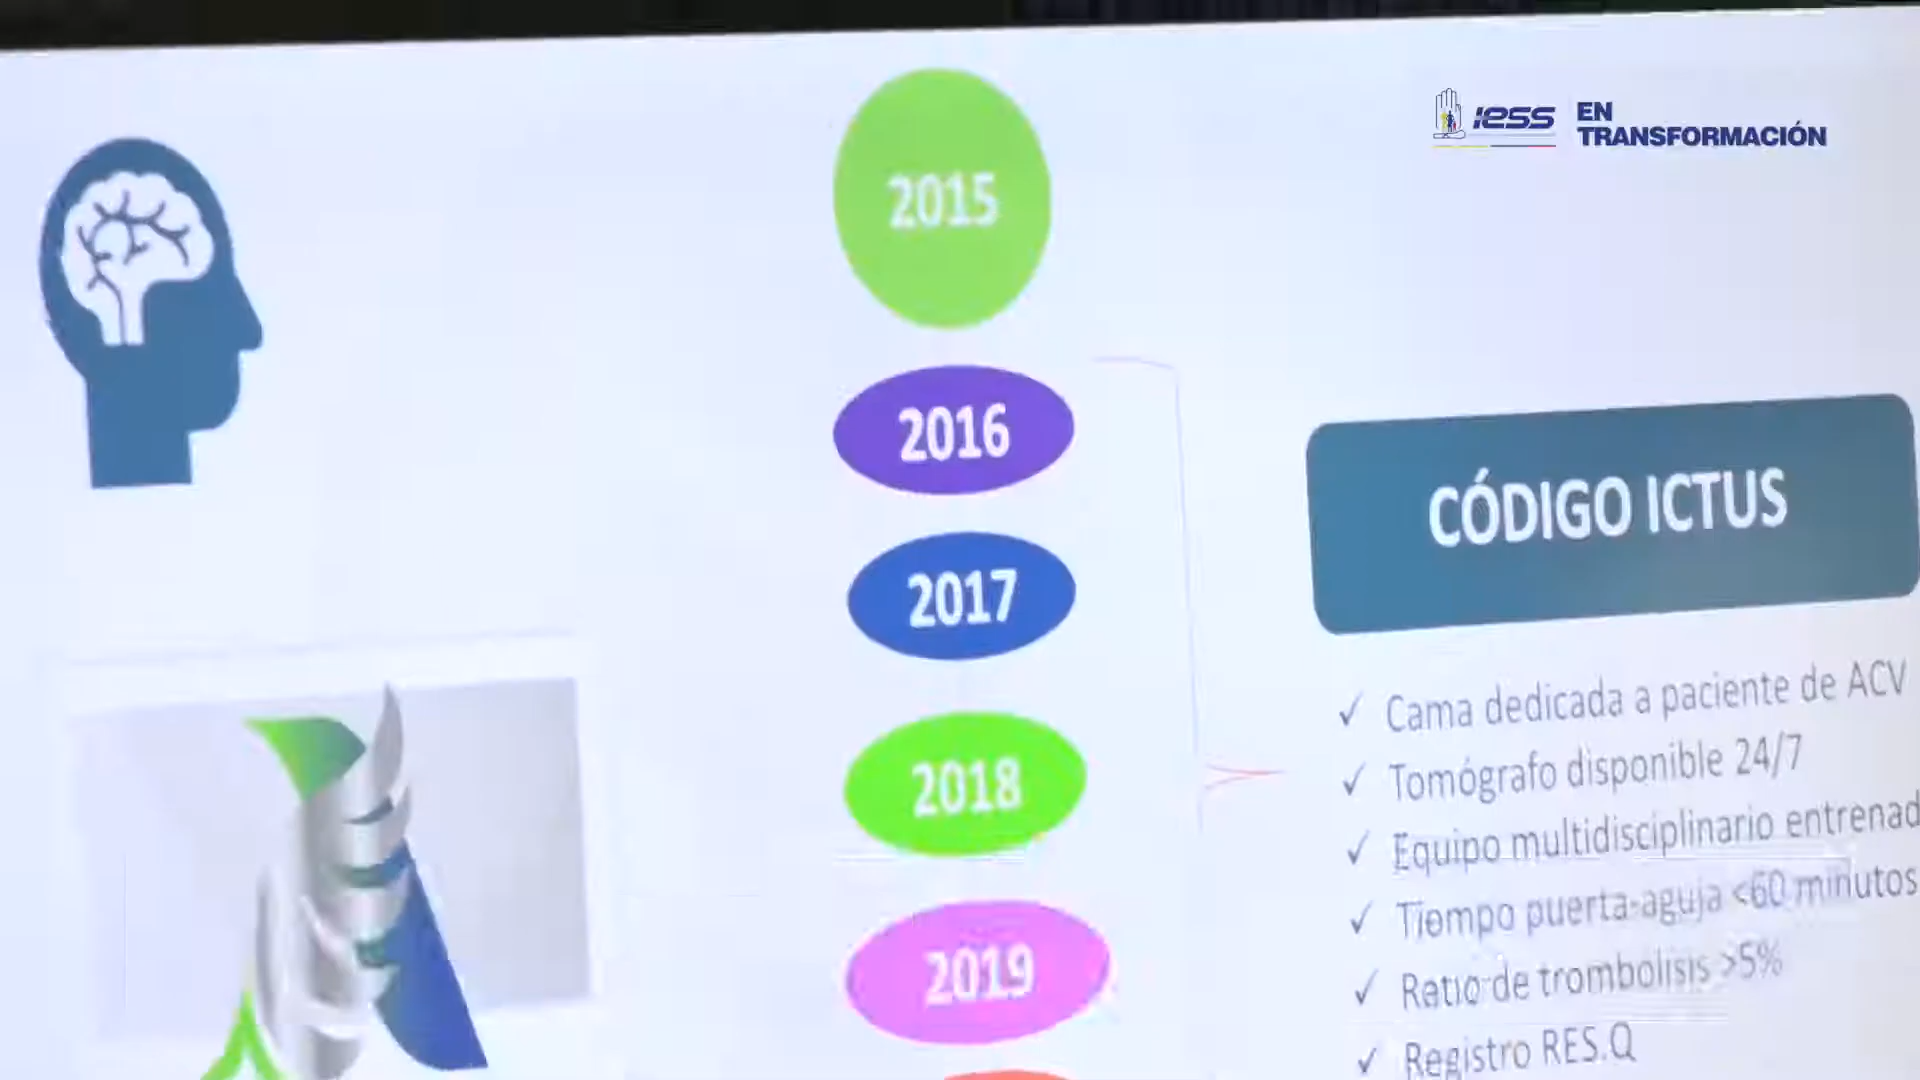 iess EN
TRANSFORMACIÓN
2015
2016
2017
2018
2019
CÓDIGO ICTUS
✓ Cama dedicada a paciente de ACV
✓ Tomógrafo disponible 24/7
✓ Equipo multidisciplinario entrenad
✓ Tiempo puerta-aguja <60 minutos
✓ Ratio de trombolisis >5%
✓ Registro RES.Q